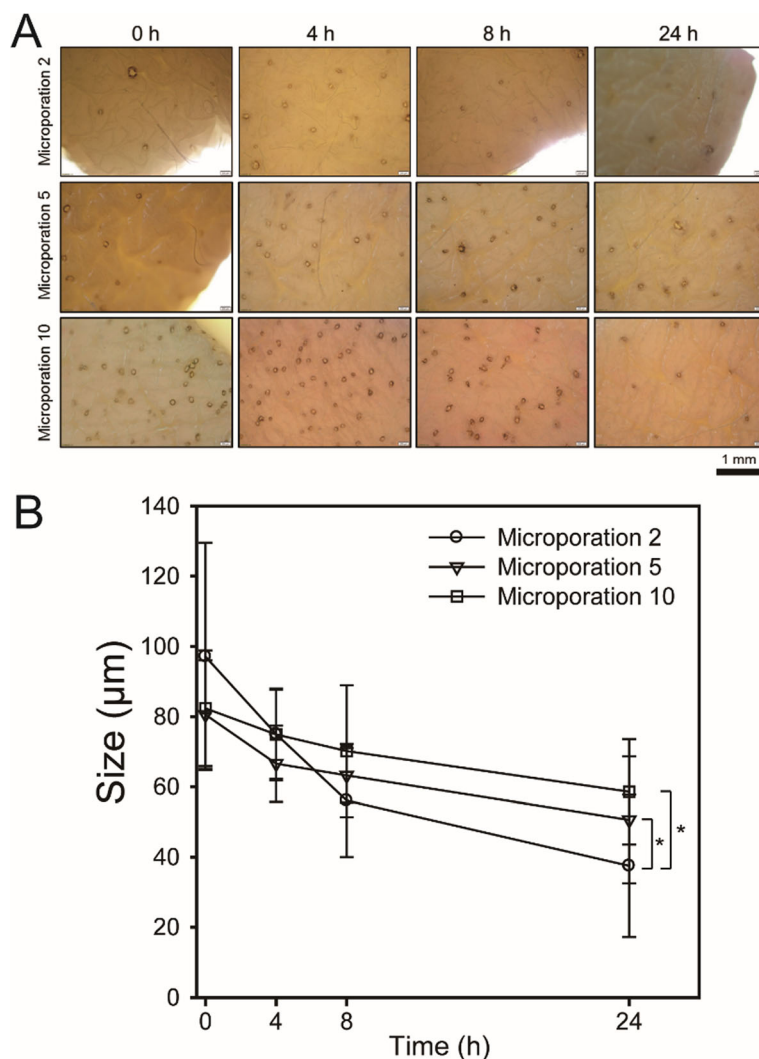 A
0 h 4 h 8 h 24 h
Microporation 2
Microporation 5
Microporation 10
1 mm
B
140
120
100
80
60
40
20
0
Size (µm)
Microporation 2
Microporation 5
Microporation 10
*
*
0 4 8 24
Time (h)